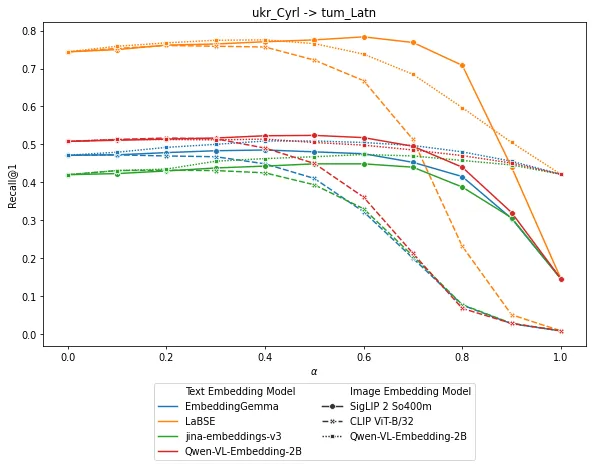 ukr_Cyrl -> tum_Latn
Recall@1
0.8
0.7
0.6
0.5
0.4
0.3
0.2
0.1
0.0
0.0 0.2 0.4 0.6 0.8 1.0
α
Text Embedding Model Image Embedding Model
EmbeddingGemma SigLIP 2 So400m
LaBSE CLIP ViT-B/32
jina-embeddings-v3 Qwen-VL-Embedding-2B
Qwen-VL-Embedding-2B